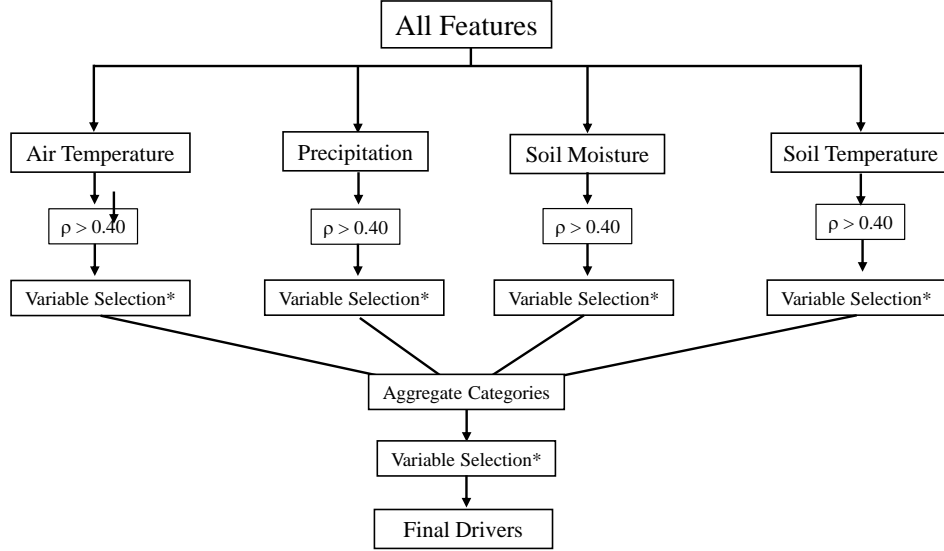 All Features
Air Temperature
Precipitation
Soil Moisture
Soil Temperature
ρ > 0.40
ρ > 0.40
ρ > 0.40
ρ > 0.40
Variable Selection*
Variable Selection*
Variable Selection*
Variable Selection*
Aggregate Categories
Variable Selection*
Final Drivers